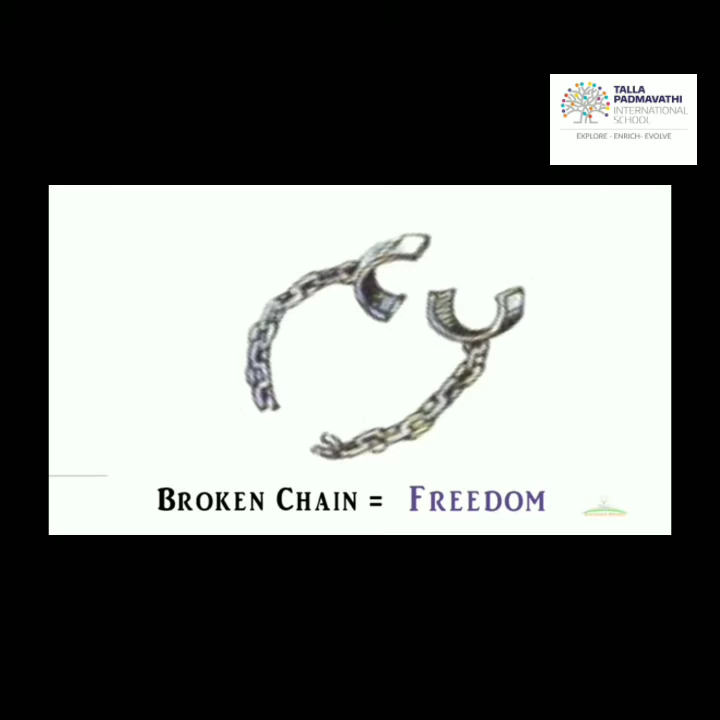 TALLA
PADMAVATHI
INTERNATIONAL
SCHOOL
EXPLORE - ENRICH- EVOLVE
BROKEN CHAIN = FREEDOM